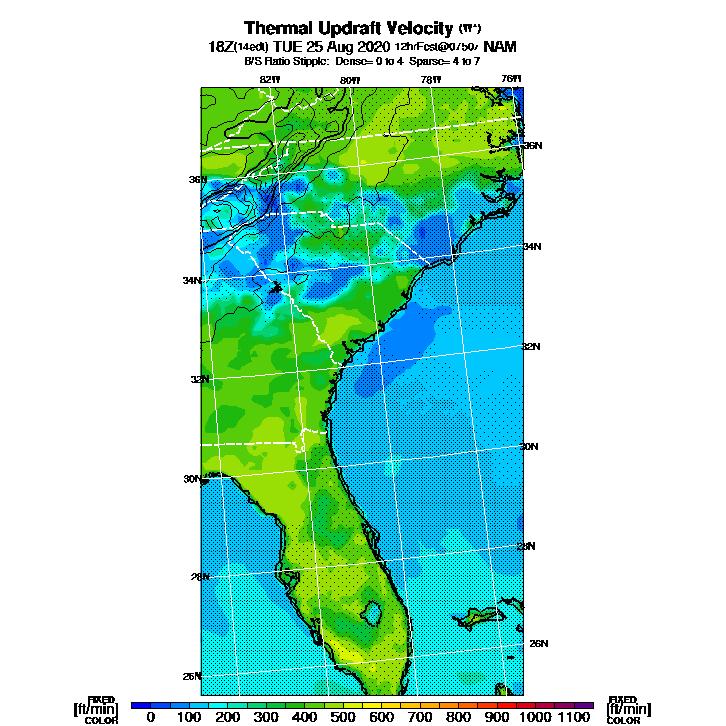 Thermal Updraft Velocity (W*)
18Z(14edt) TUE 25 Aug 2020 12hrFcst@0750z NAM
B/S Ratio Stipple: Dense= 0 to 4 Sparse= 4 to 7
82W 80W 78W 76W
36N
36N
34N
34N
32N
32N
30N
30N
28N
28N
26N
26N
FIXED FIXED
[ft/min] 0 100 200 300 400 500 600 700 800 900 1000 1100 [ft/min]
COLOR COLOR